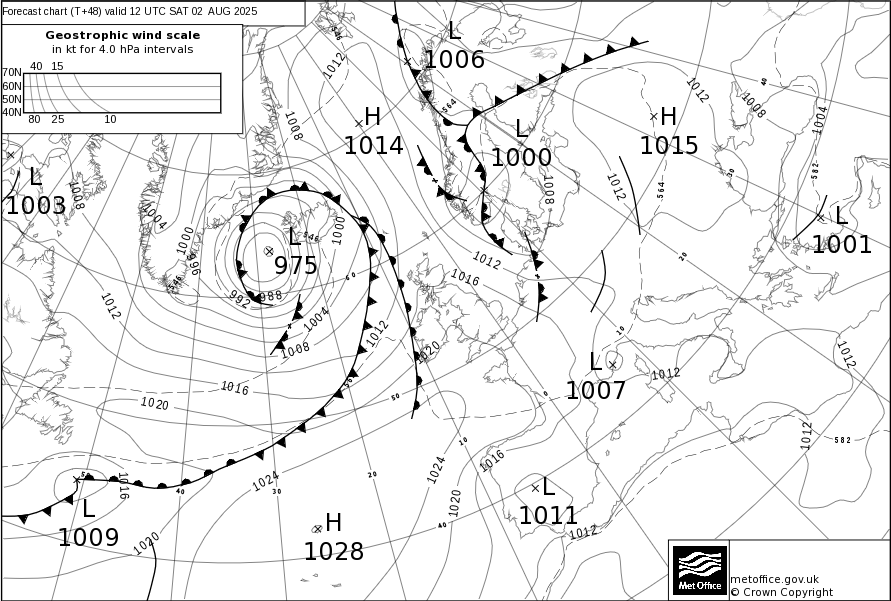 Forecast chart (T+48) valid 12 UTC SAT 02 AUG 2025
Geostrophic wind scale
in kt for 4.0 hPa intervals
40 15
70N
60N
50N
40N
80 25 10
L
1006
H
1014
L
1000
H
1015
L
1003
L
975
L
1001
L
1007
L
1009
H
1028
L
1011
546
1012
1008
564
1012
1008
40
1004
582
30
564
1012
1008
1008
1004
1000
996
546
1000
546
992
988
60
1012
1016
20
1004
1008
1012
1012
1020
10
1016
1020
564
50
0
1012
1012
1012
582
10
1016
1024
1020
1024
20
30
40
1016
40
1020
1012
Met Office
metoffice.gov.uk
© Crown Copyright